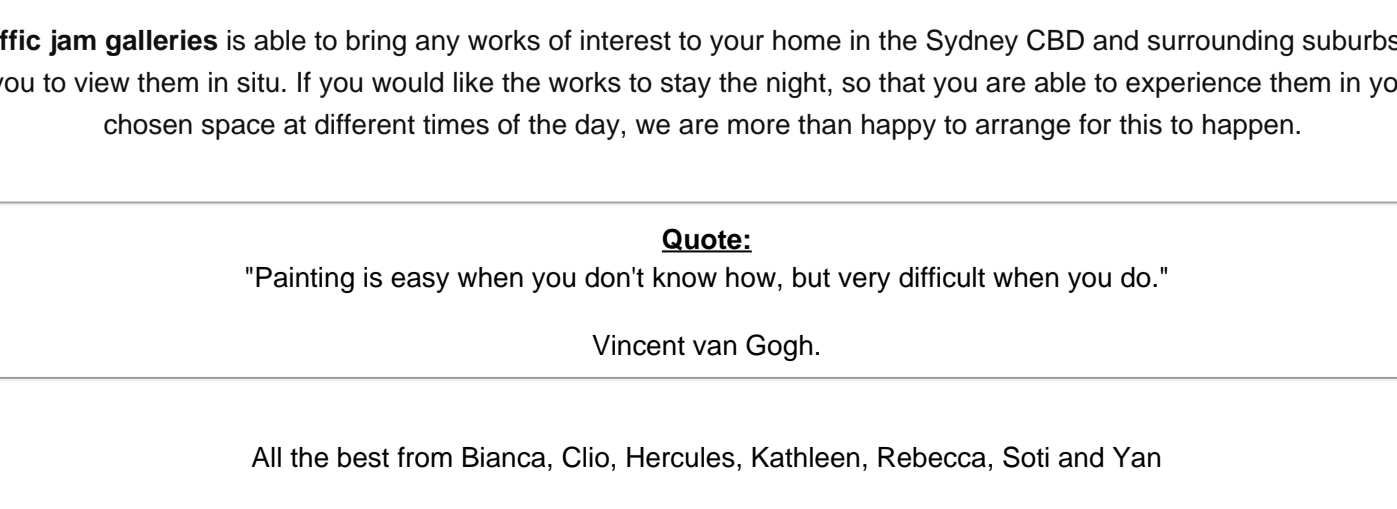 ffic jam galleries is able to bring any works of interest to your home in the Sydney CBD and surrounding suburbs
you to view them in situ. If you would like the works to stay the night, so that you are able to experience them in yo
chosen space at different times of the day, we are more than happy to arrange for this to happen.
Quote:
"Painting is easy when you don't know how, but very difficult when you do."
Vincent van Gogh.
All the best from Bianca, Clio, Hercules, Kathleen, Rebecca, Soti and Yan